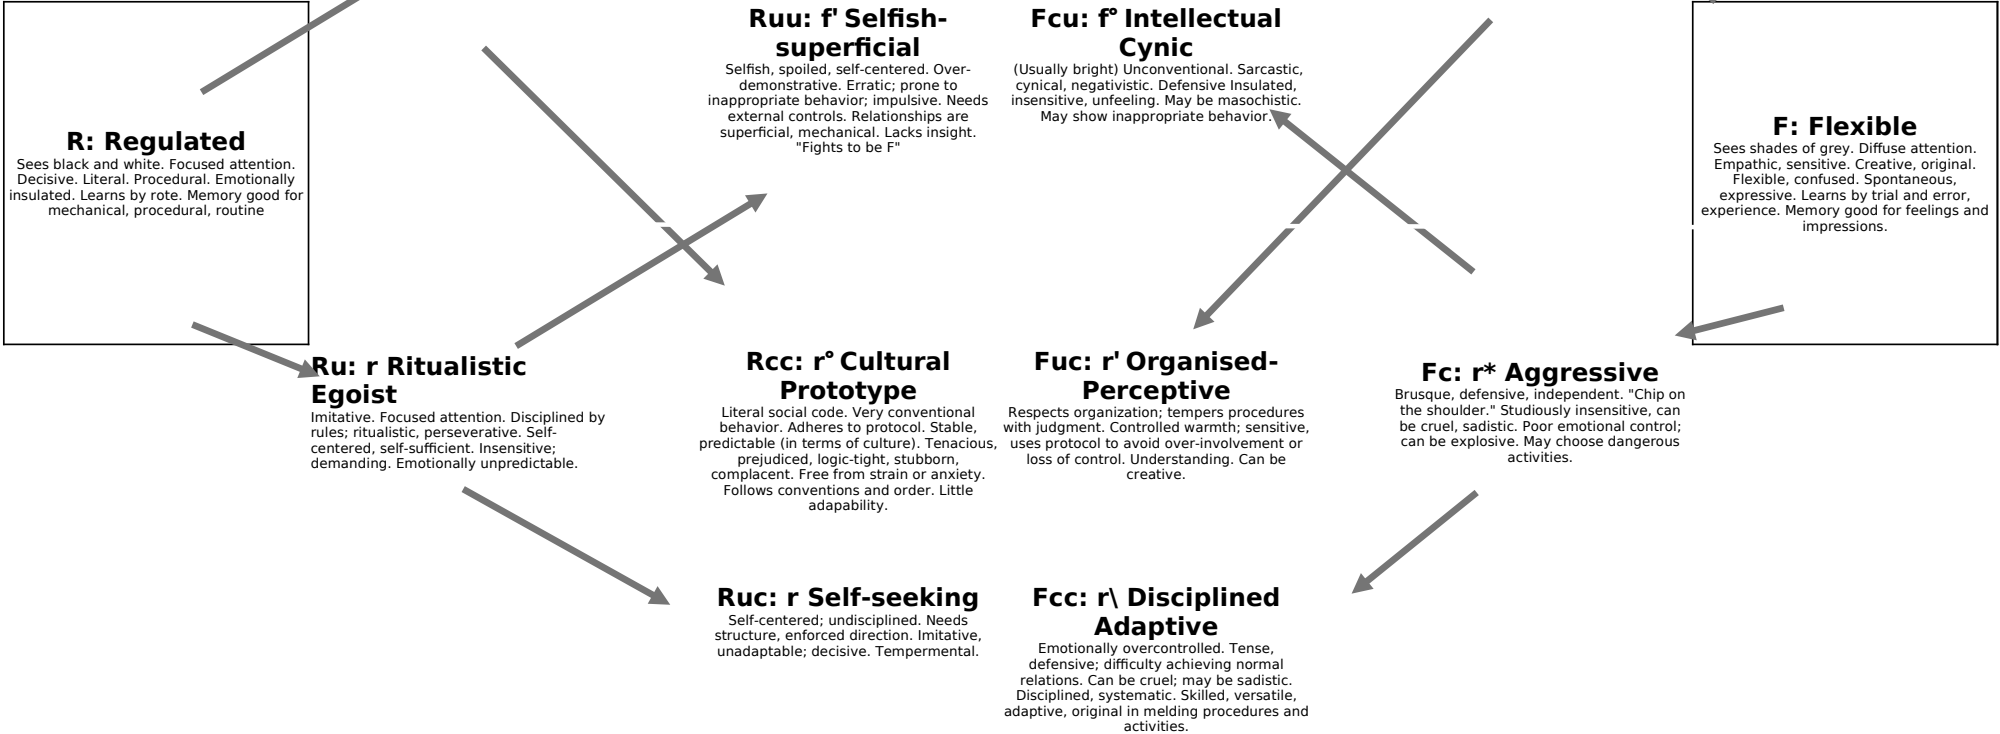 Ruu: f' Selfish-
superficial
Selfish, spoiled, self-centered. Over-
demonstrative. Erratic; prone to
inappropriate behavior; impulsive. Needs
external controls. Relationships are
superficial, mechanical. Lacks insight.
"Fights to be F"
Fcu: f° Intellectual
Cynic
(Usually bright) Unconventional. Sarcastic,
cynical, negativistic. Defensive Insulated,
insensitive, unfeeling. May be masochistic.
May show inappropriate behavior.
R: Regulated
Sees black and white. Focused attention.
Decisive. Literal. Procedural. Emotionally
insulated. Learns by rote. Memory good for
mechanical, procedural, routine
F: Flexible
Sees shades of grey. Diffuse attention.
Empathic, sensitive. Creative, original.
Flexible, confused. Spontaneous,
expressive. Learns by trial and error,
experience. Memory good for feelings and
impressions.
Ru: r Ritualistic
Egoist
Imitative. Focused attention. Disciplined by
rules; ritualistic, perseverative. Self-
centered, self-sufficient. Insensitive;
demanding. Emotionally unpredictable.
Rcc: r° Cultural
Prototype
Literal social code. Very conventional
behavior. Adheres to protocol. Stable,
predictable (in terms of culture). Tenacious,
prejudiced, logic-tight, stubborn,
complacent. Free from strain or anxiety.
Follows conventions and order. Little
adapability.
Fuc: r' Organised-
Perceptive
Respects organization; tempers procedures
with judgment. Controlled warmth; sensitive,
uses protocol to avoid over-involvement or
loss of control. Understanding. Can be
creative.
Fc: r* Aggressive
Brusque, defensive, independent. "Chip on
the shoulder." Studiously insensitive, can
be cruel, sadistic. Poor emotional control;
can be explosive. May choose dangerous
activities.
Ruc: r Self-seeking
Self-centered; undisciplined. Needs
structure, enforced direction. Imitative,
unadaptable; decisive. Tempermental.
Fcc: r\ Disciplined
Adaptive
Emotionally overcontrolled. Tense,
defensive; difficulty achieving normal
relations. Can be cruel; may be sadistic.
Disciplined, systematic. Skilled, versatile,
adaptive, original in melding procedures and
activities.